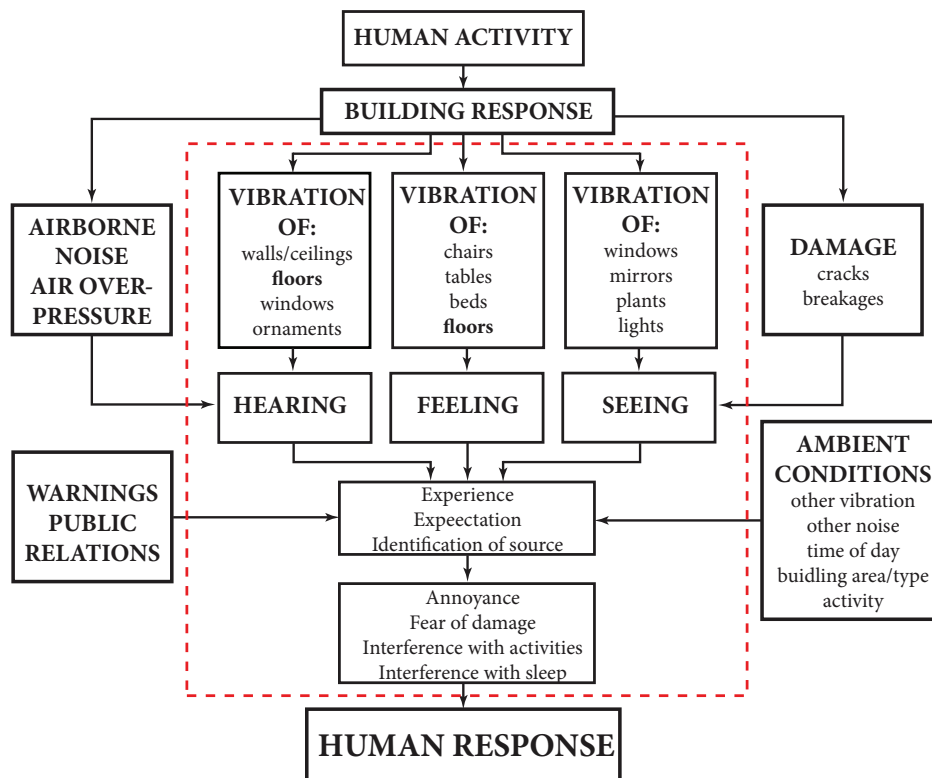 HUMAN ACTIVITY
BUILDING RESPONSE
AIRBORNE
NOISE
AIR OVER-
PRESSURE
VIBRATION
OF:
walls/ceilings
floors
windows
ornaments
VIBRATION
OF:
chairs
tables
beds
floors
VIBRATION
OF:
windows
mirrors
plants
lights
DAMAGE
cracks
breakages
HEARING
FEELING
SEEING
WARNINGS
PUBLIC
RELATIONS
Experience
Expeectation
Identification of source
AMBIENT
CONDITIONS
other vibration
other noise
time of day
buidling area/type
activity
Annoyance
Fear of damage
Interference with activities
Interference with sleep
HUMAN RESPONSE